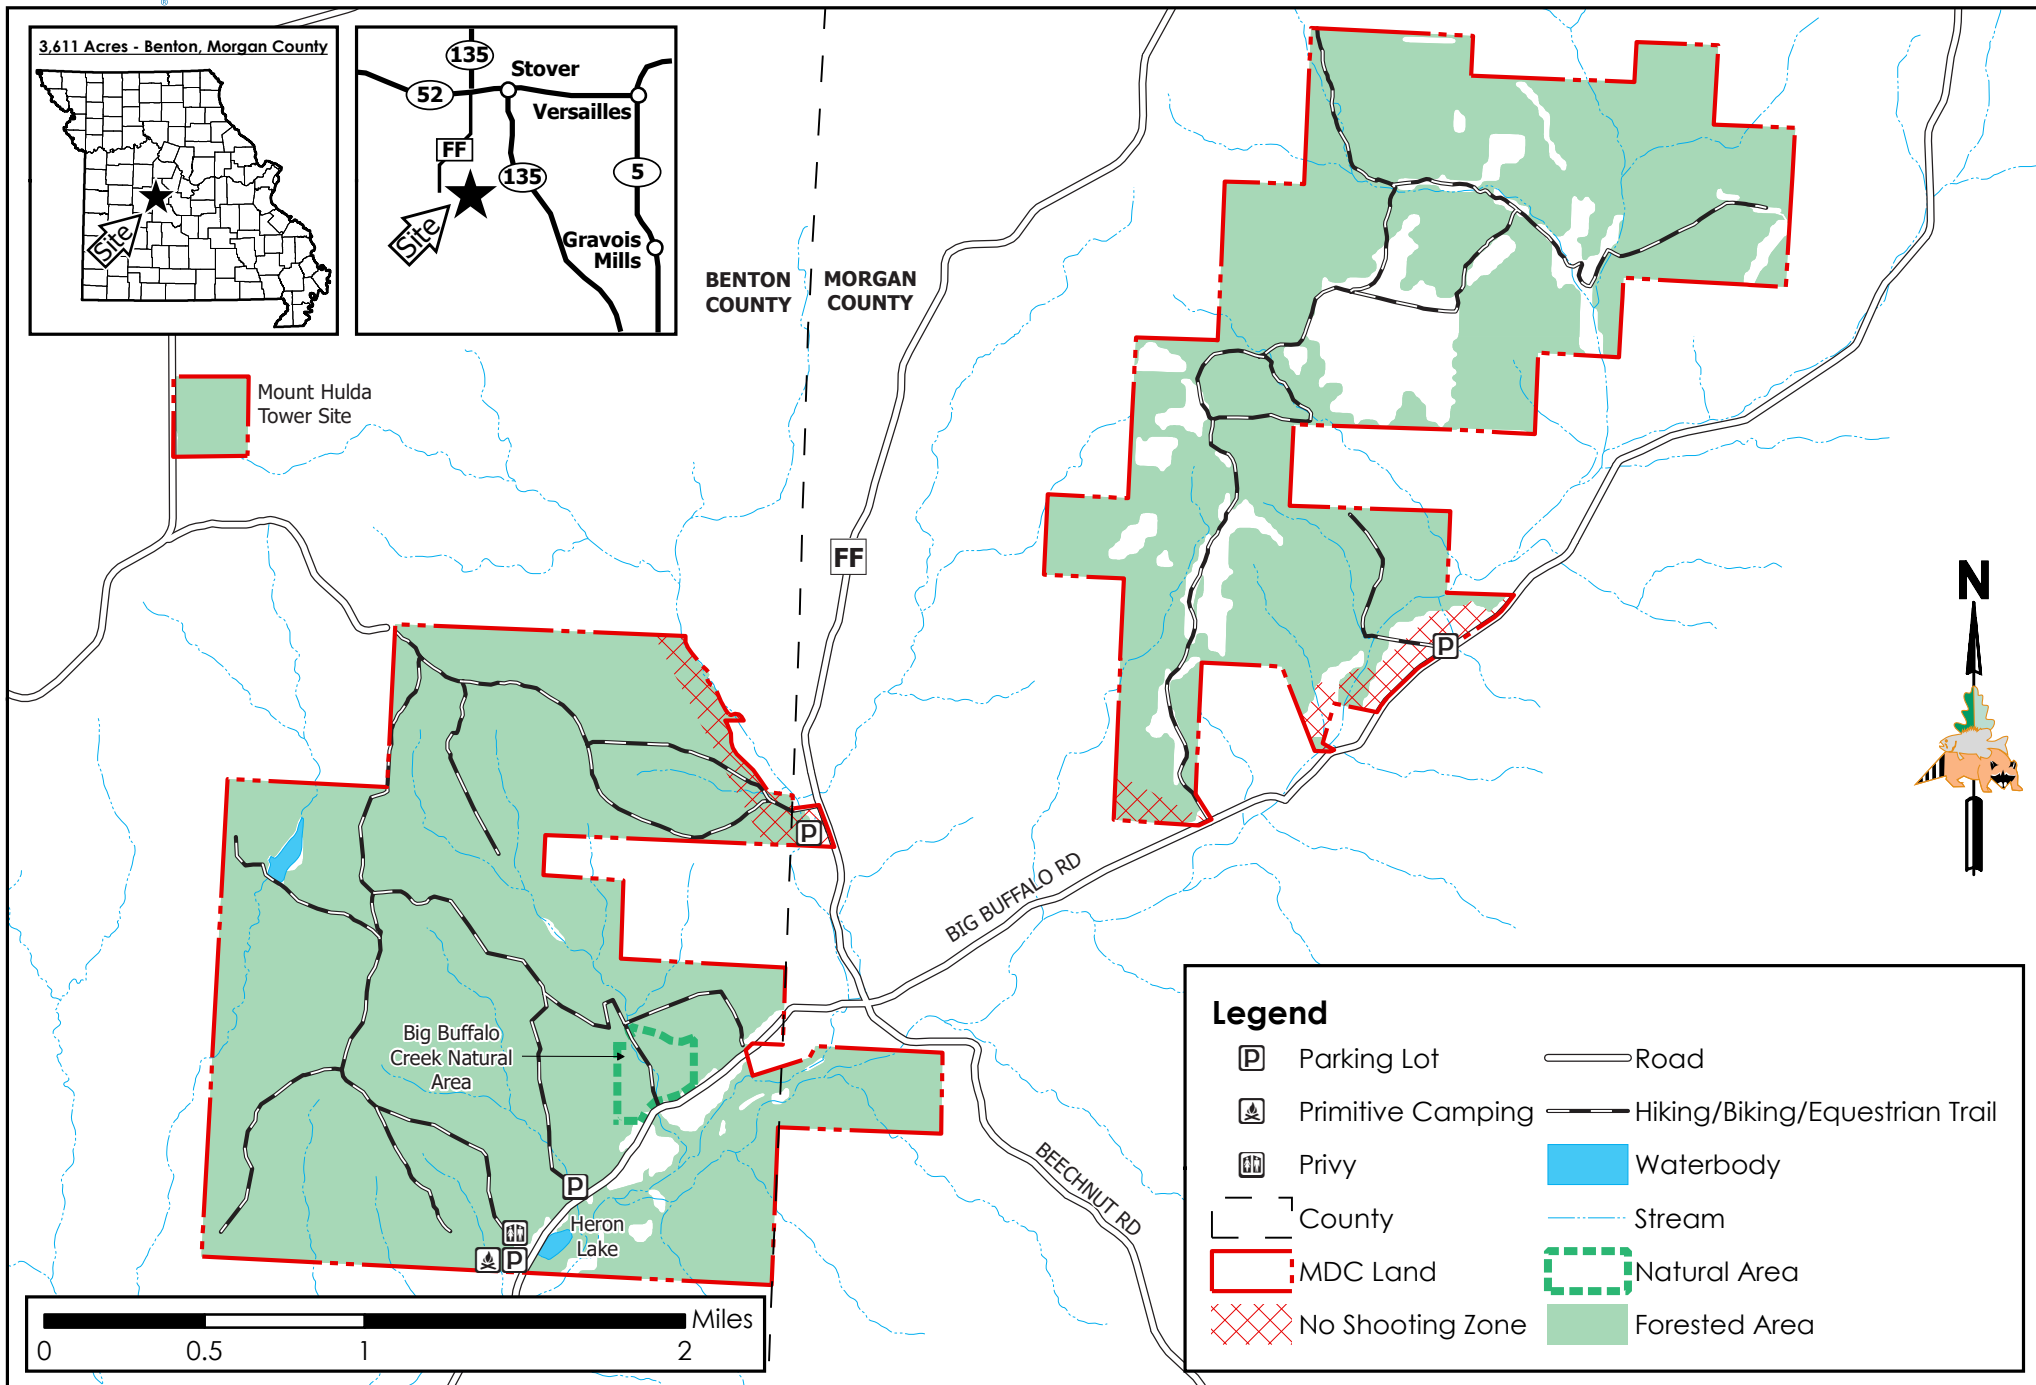 3,611 Acres - Benton, Morgan County
Site
135
Stover
52
Versailles
FF
135
5
Site
Gravois
Mills
BENTON
COUNTY
MORGAN
COUNTY
Mount Hulda
Tower Site
FF
P
N
P
BIG BUFFALO RD
Big Buffalo
Creek Natural
Area
BEECHNUT RD
P
Heron
Lake
P
Miles
0
0.5
1
2
Legend
P
Parking Lot
Road
Primitive Camping
Hiking/Biking/Equestrian Trail
Privy
Waterbody
County
Stream
MDC Land
Natural Area
No Shooting Zone
Forested Area